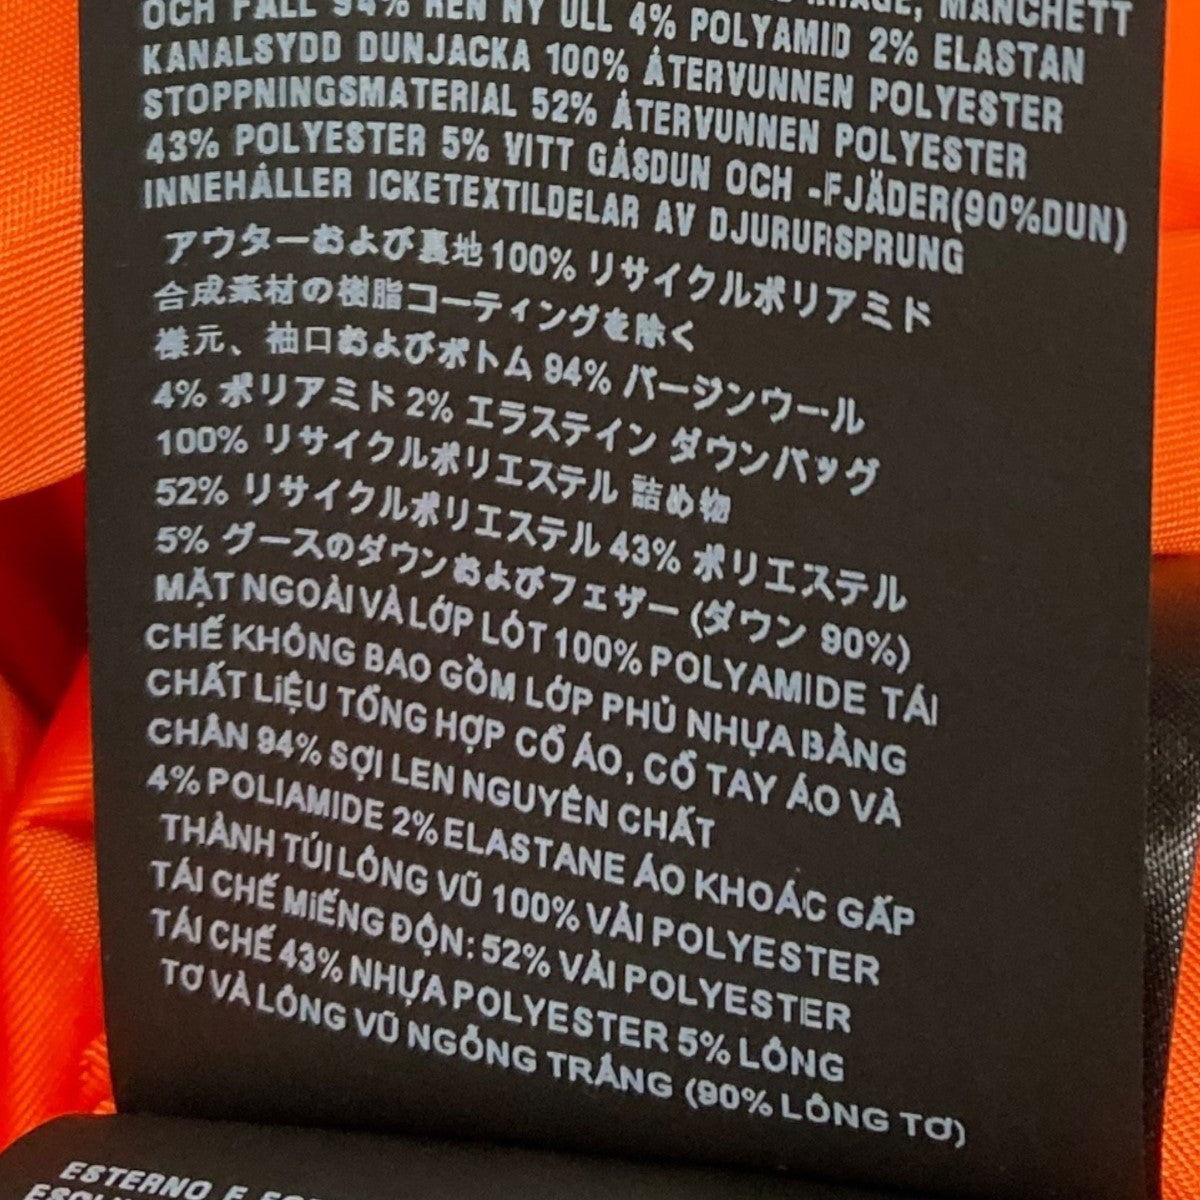 OCH FALL 94% REN NY ULL 4% POLYAMID 2% ELASTAN
KRAGE, MANCHETT
KANALSYDD DUNJACKA 100% ÅTERVUNNEN POLYESTER
STOPPNINGSMATERIAL 52% ÅTERVUNNEN POLYESTER
43% POLYESTER 5% VITT GÅSDUN OCH -FJÄDER(90%DUN)
INNEHÅLLER ICKETEXTILDELAR AV DJURURSPRUNG
アウターおよび裏地100% リサイクルポリアミド
合成素材の樹脂コーティングを除く
襟元、袖口およびボトム 94% バージンウール
4% ポリアミド 2% エラステイン ダウンバッグ
100% リサイクルポリエステル 詰め物
52% リサイクルポリエステル 43% ポリエステル
5% グースのダウンおよびフェザー (ダウン 90%)
MẶT NGOÀI VÀ LỚP LÓT 100% POLYAMIDE TÁI
CHẾ KHÔNG BAO GỒM LỚP PHỦ NHỰA BẰNG
CHẤT LIỆU TỔNG HỢP CỔ ÁO, CỔ TAY ÁO VÀ
CHÂN 94% SỢI LEN NGUYÊN CHẤT
4% POLIAMIDE 2% ELASTANE ÁO KHOÁC GẤP
THÀNH TÚI LÔNG VŨ 100% VẢI POLYESTER
TÁI CHẾ MIẾNG ĐỘN: 52% VẢI POLYESTER
TÁI CHẾ 43% NHỰA POLYESTER 5% LÔNG
TƠ VÀ LÔNG VŨ NGỖNG TRẮNG (90% LÔNG TƠ)
ESTERNO E